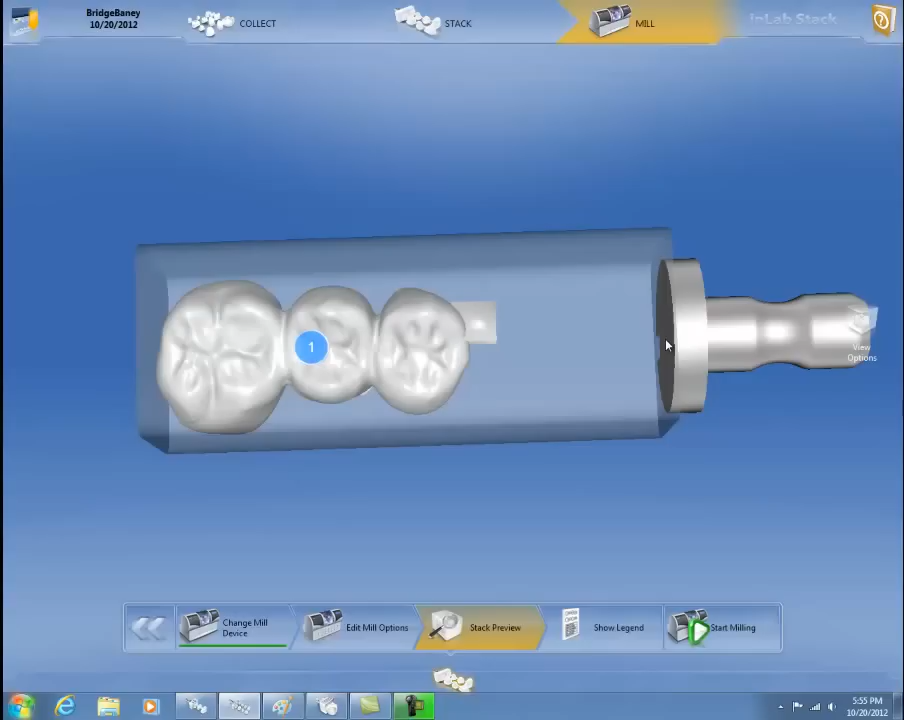 BridgeBaney
10/20/2012
COLLECT
STACK
MILL
InLab Stack
1
View
Options
Change Mill
Device
Edit Mill Options
Stack Preview
Show Legend
Start Milling
5:55 PM
10/20/2012